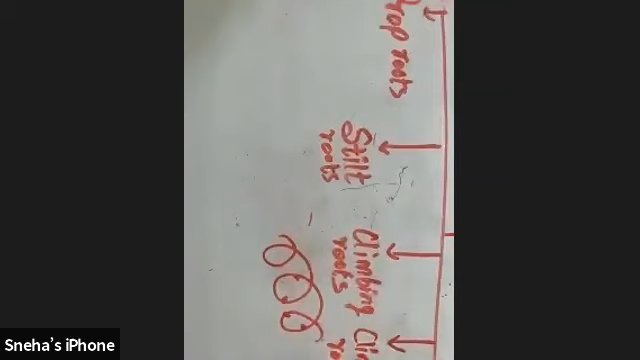 Prop roots
Stilt
roots
Climbing
roots
Sneha's iPhone